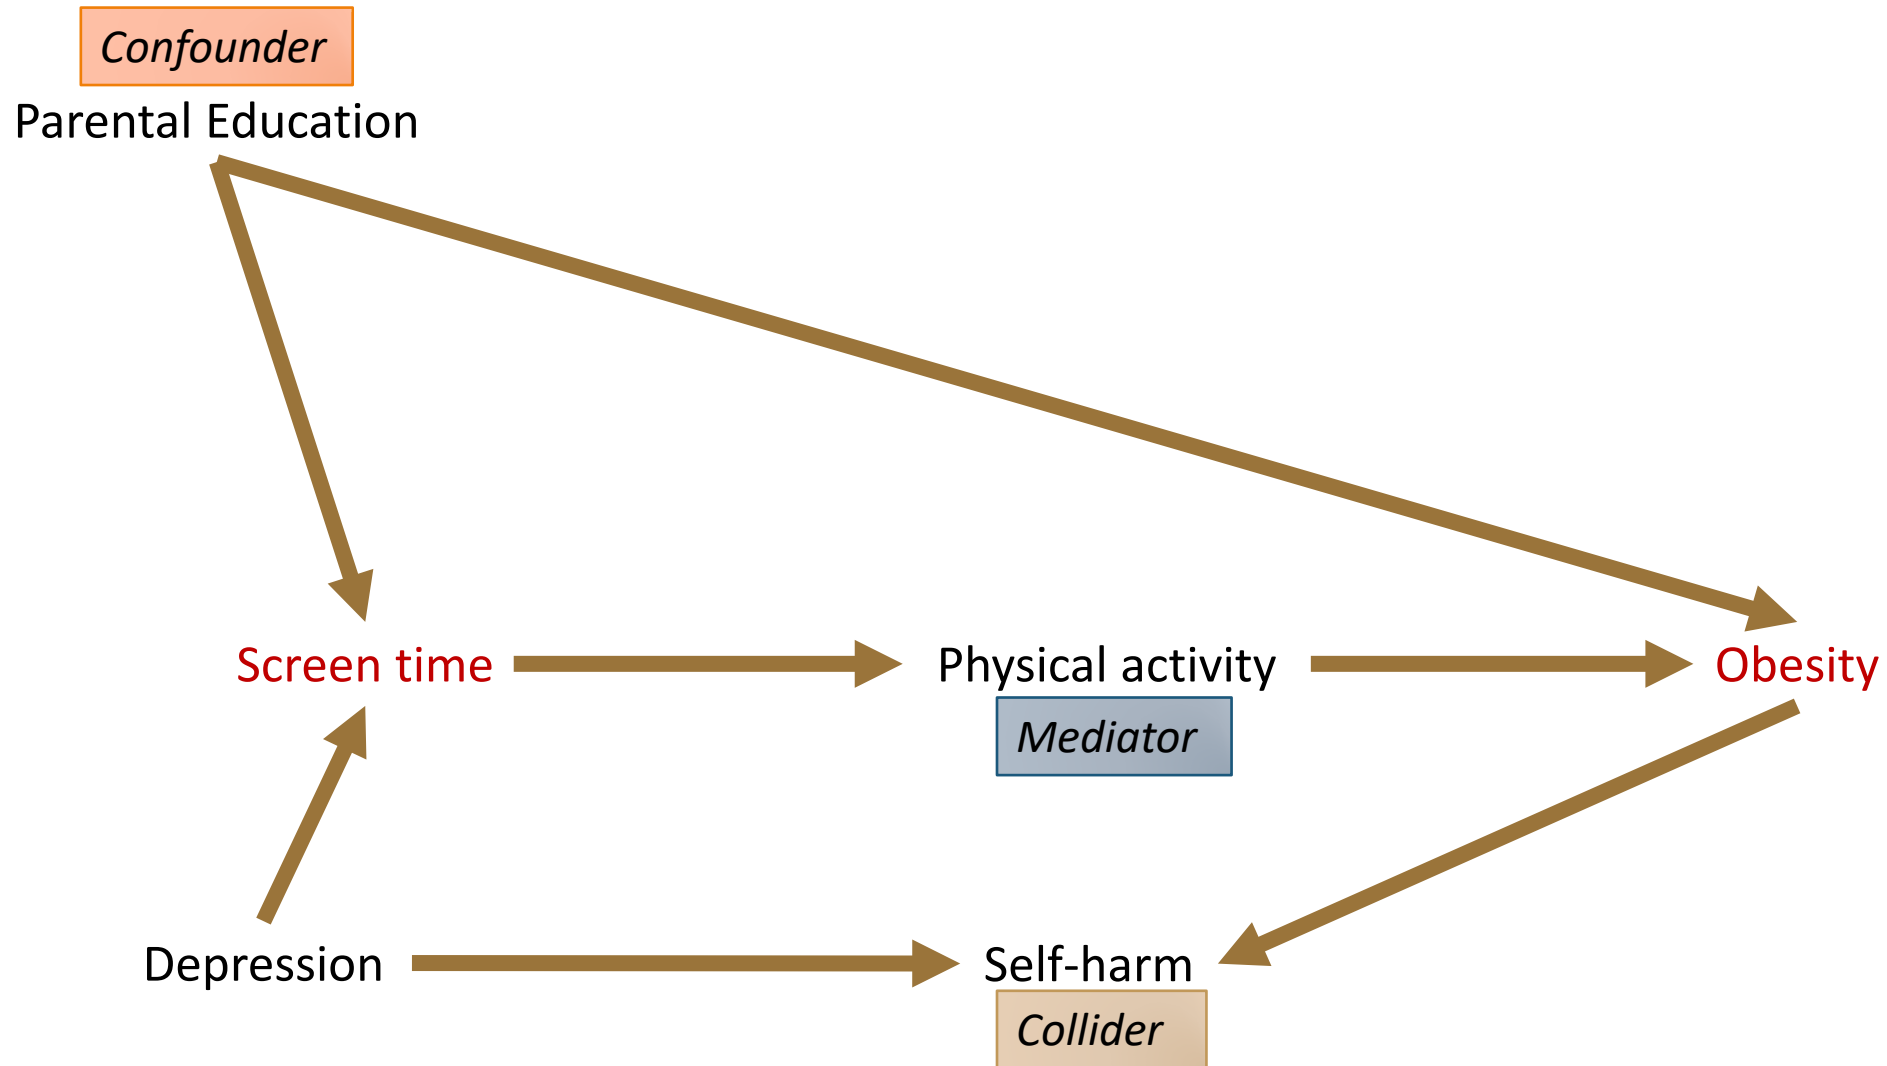 Confounder
Parental Education
Screen time
Physical activity
Obesity
Mediator
Depression
Self-harm
Collider